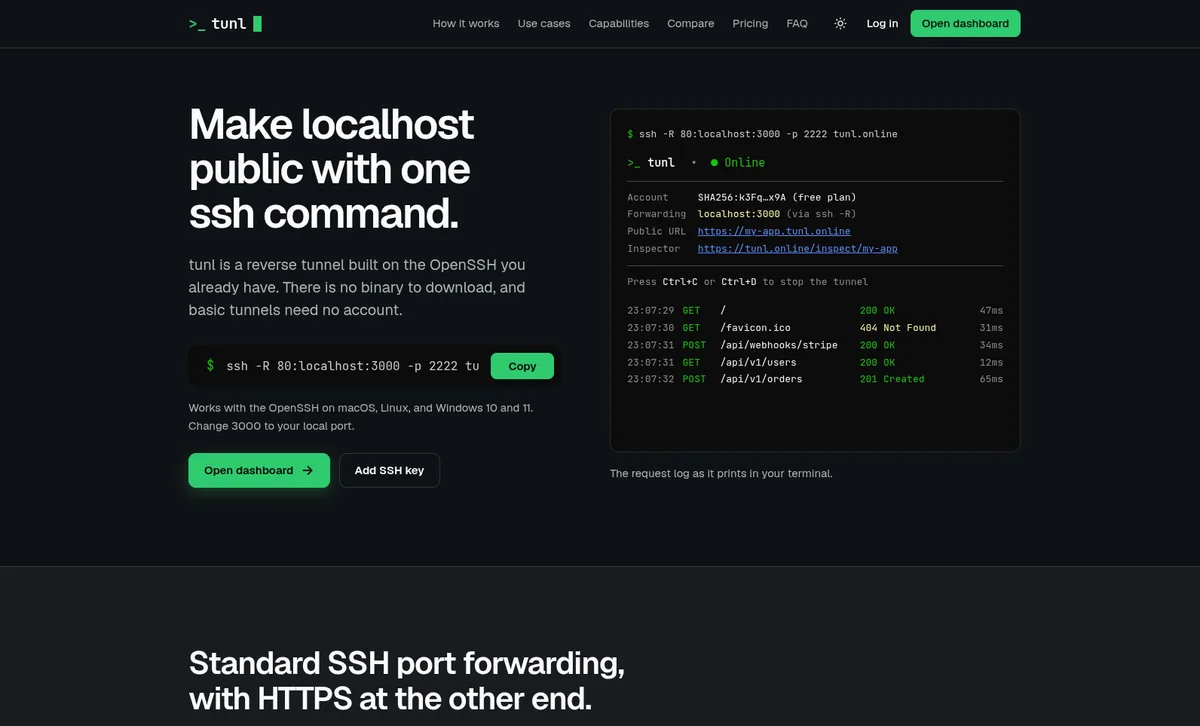 >_ tunl
How it works Use cases Capabilities Compare Pricing FAQ Log in Open dashboard
Make localhost
public with one
ssh command.
tunl is a reverse tunnel built on the OpenSSH you
already have. There is no binary to download, and
basic tunnels need no account.
$ ssh -R 80:localhost:3000 -p 2222 tu Copy
Works with the OpenSSH on macOS, Linux, and Windows 10 and 11.
Change 3000 to your local port.
Open dashboard → Add SSH key
$ ssh -R 80:localhost:3000 -p 2222 tunl.online
>_ tunl • ● Online
Account SHA256:k3Fq…x9A (free plan)
Forwarding localhost:3000 (via ssh -R)
Public URL https://my-app.tunl.online
Inspector https://tunl.online/inspect/my-app
Press Ctrl+C or Ctrl+D to stop the tunnel
23:07:29 GET / 200 OK 47ms
23:07:30 GET /favicon.ico 404 Not Found 31ms
23:07:31 POST /api/webhooks/stripe 200 OK 34ms
23:07:31 GET /api/v1/users 200 OK 12ms
23:07:32 POST /api/v1/orders 201 Created 65ms
The request log as it prints in your terminal.
Standard SSH port forwarding,
with HTTPS at the other end.